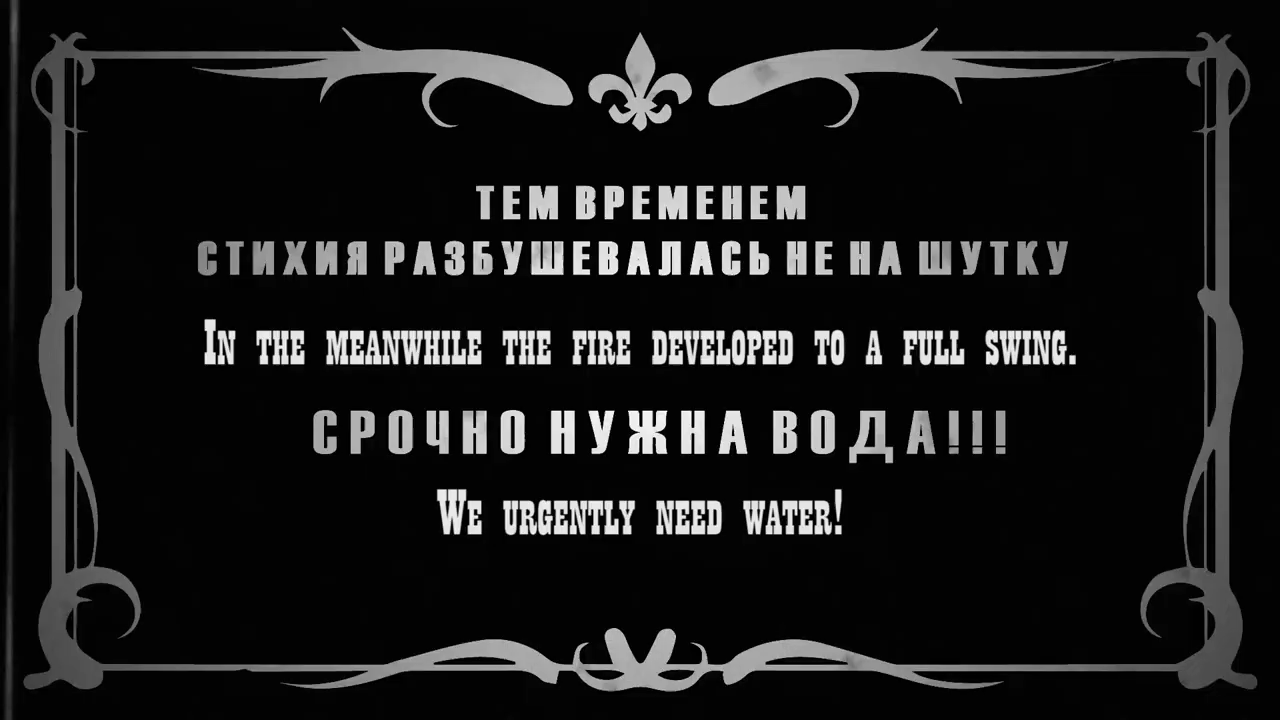 ТЕМ ВРЕМЕНЕМ
СТИХИЯ РАЗБУШЕВАЛАСЬ НЕ НА ШУТКУ
In the meanwhile the fire developed to a full swing.
СРОЧНО НУЖНА ВОДА!!!
We urgently need water!